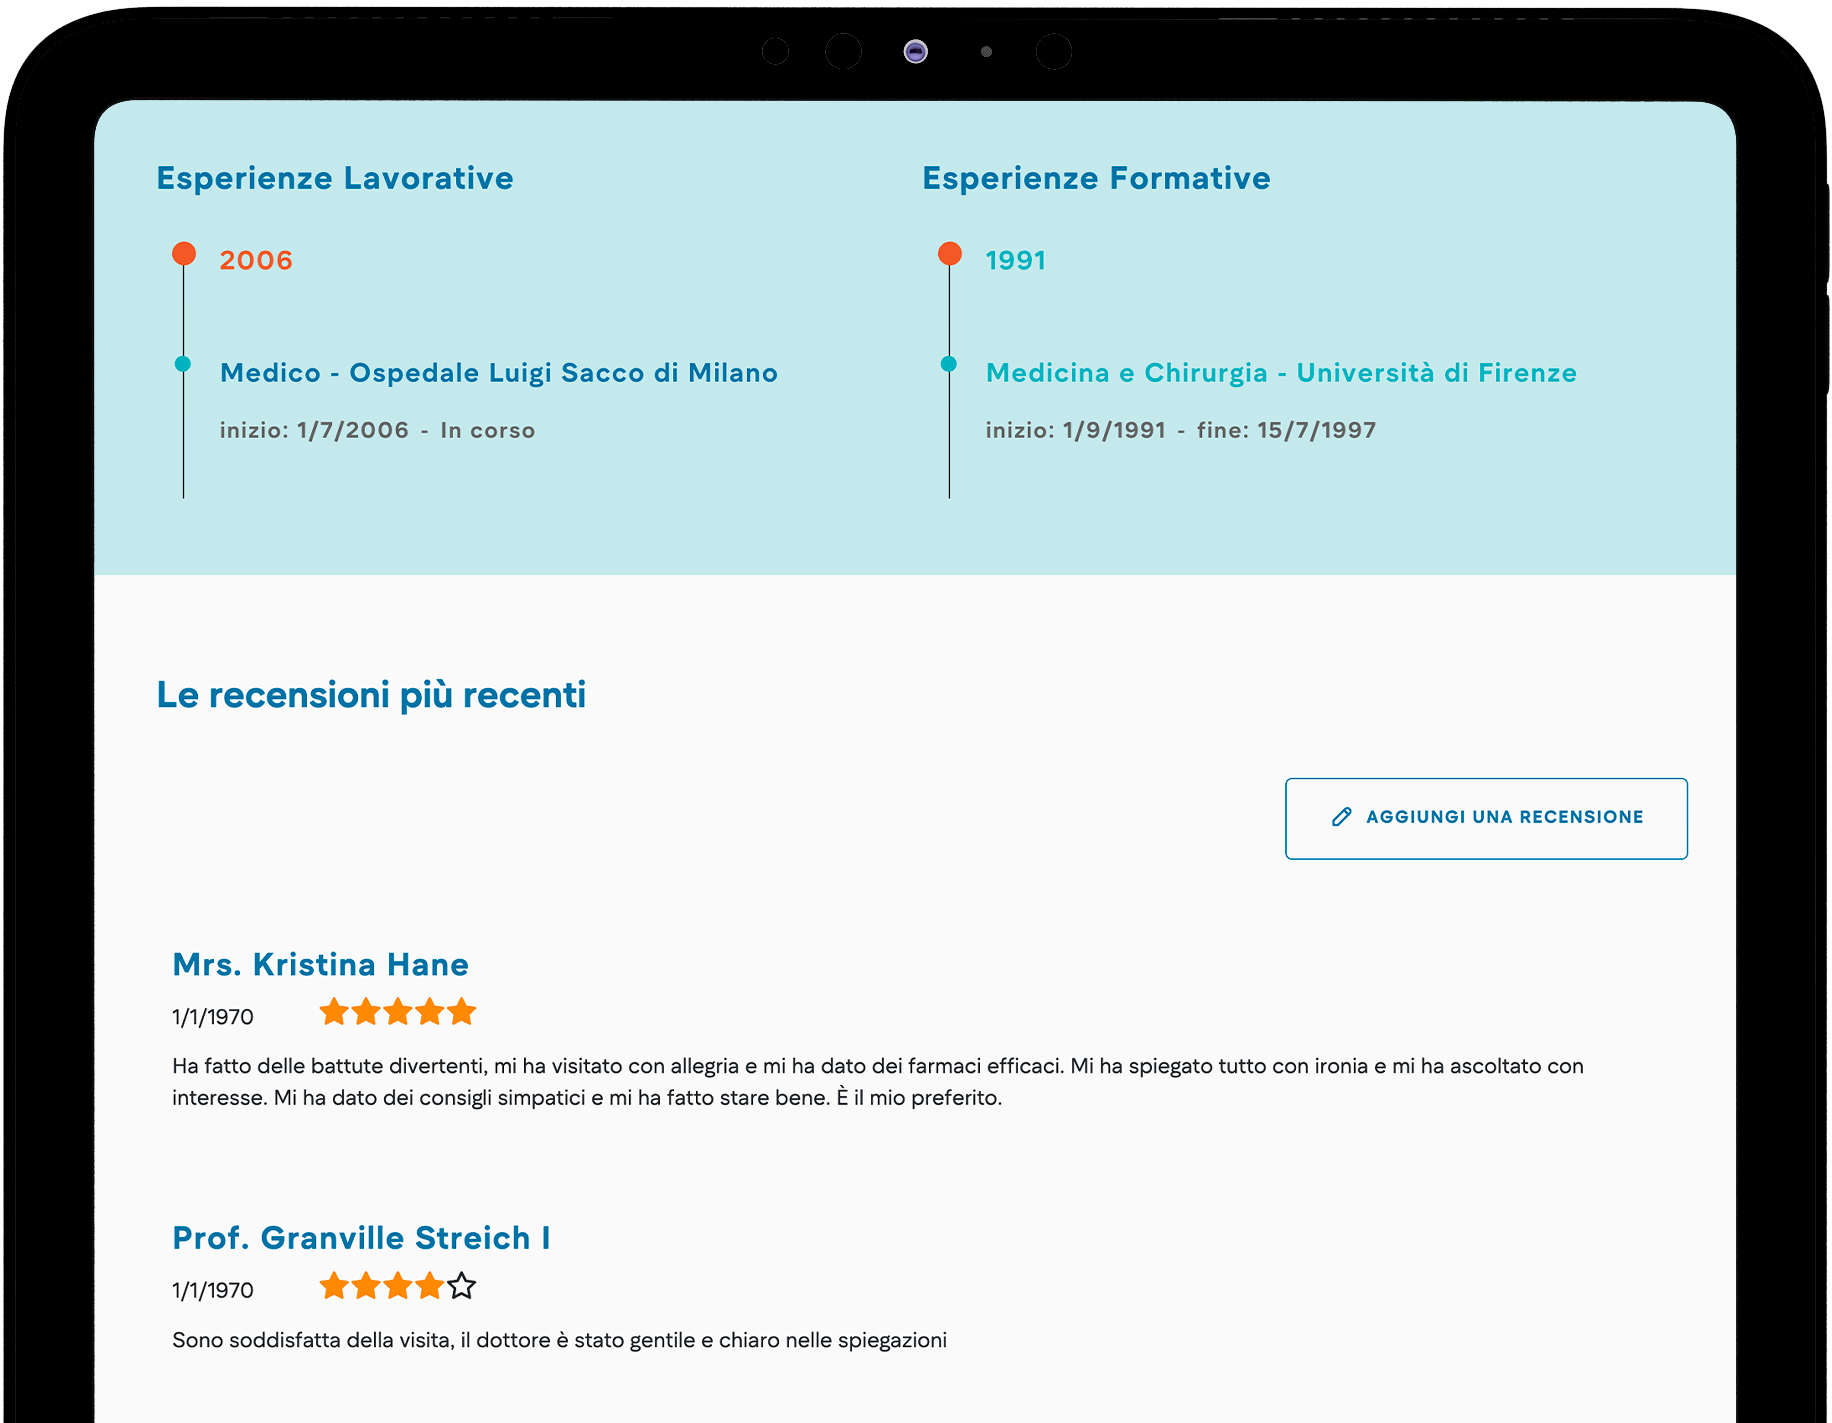 Esperienze Lavorative
2006
Medico - Ospedale Luigi Sacco di Milano
inizio: 1/7/2006 - In corso
Esperienze Formative
1991
Medicina e Chirurgia - Università di Firenze
inizio: 1/9/1991 - fine: 15/7/1997
Le recensioni più recenti
AGGIUNGI UNA RECENSIONE
Mrs. Kristina Hane
1/1/1970
Ha fatto delle battute divertenti, mi ha visitato con allegria e mi ha dato dei farmaci efficaci. Mi ha spiegato tutto con ironia e mi ha ascoltato con
interesse. Mi ha dato dei consigli simpatici e mi ha fatto stare bene. È il mio preferito.
Prof. Granville Streich I
1/1/1970
Sono soddisfatta della visita, il dottore è stato gentile e chiaro nelle spiegazioni